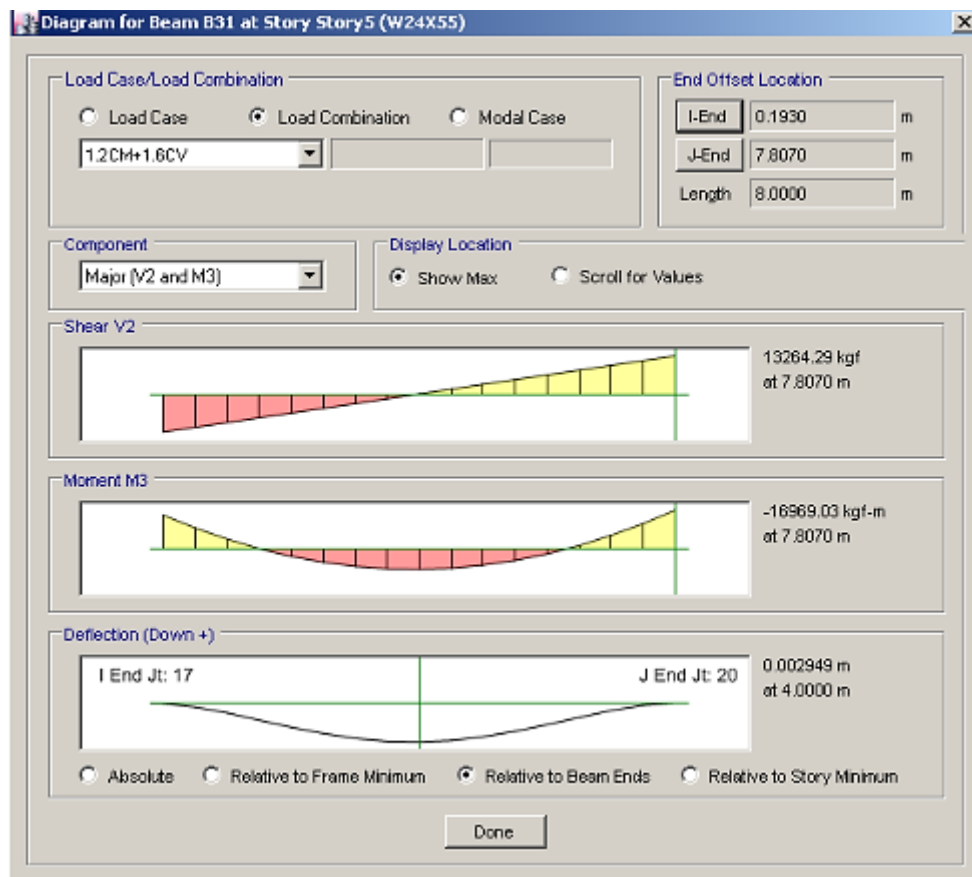 Diagram for Beam B31 at Story Story5 (W24X55)
Load Case/Load Combination
Load Case Load Combination Modal Case
1.2CM+1.6CV
End Offset Location
I-End 0.1930 m
J-End 7.8070 m
Length 8.0000 m
Component
Major (V2 and M3)
Display Location
Show Max Scroll for Values
Shear V2
13264.29 kgf
at 7.8070 m
Moment M3
-16969.03 kgf-m
at 7.8070 m
Deflection (Down +)
I End Jt: 17 J End Jt: 20
0.002949 m
at 4.0000 m
Absolute Relative to Frame Minimum Relative to Beam Ends Relative to Story Minimum
Done